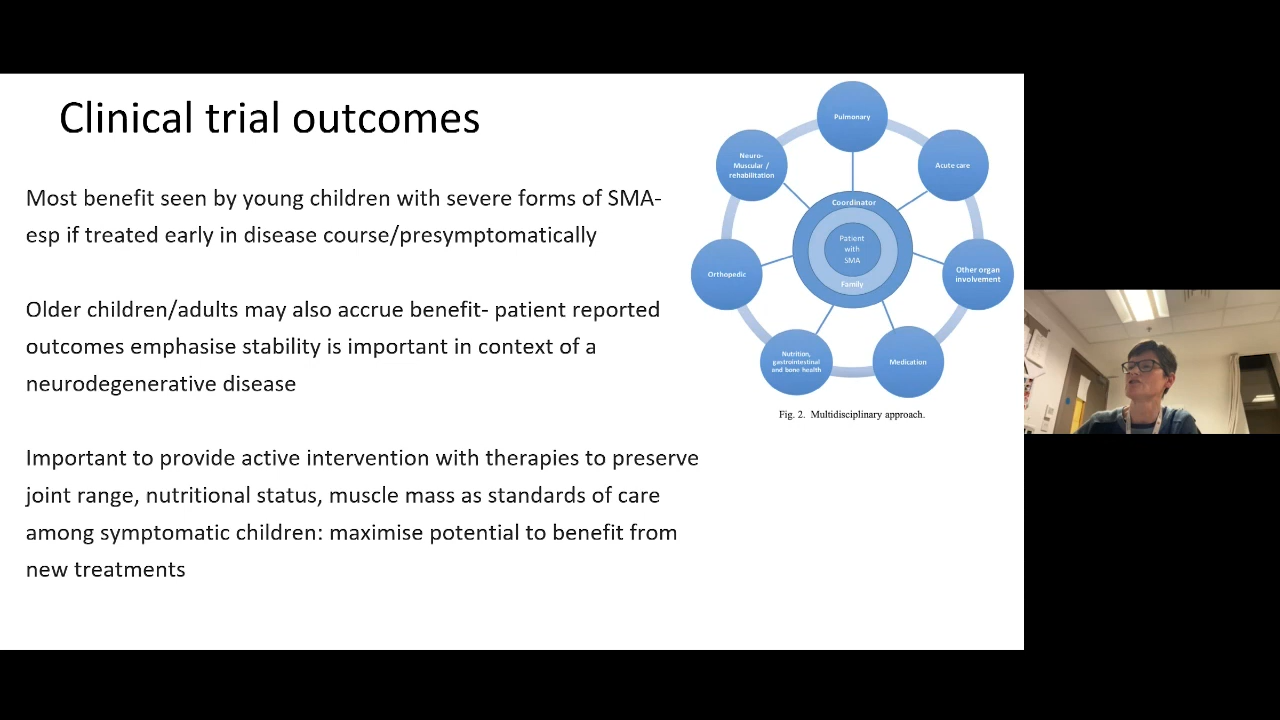 Clinical trial outcomes
Most benefit seen by young children with severe forms of SMA-
esp if treated early in disease course/presymptomatically
Older children/adults may also accrue benefit- patient reported
outcomes emphasise stability is important in context of a
neurodegenerative disease
Important to provide active intervention with therapies to preserve
joint range, nutritional status, muscle mass as standards of care
among symptomatic children: maximise potential to benefit from
new treatments
Pulmonary
Neuro-
Muscular /
rehabilitation
Acute care
Coordinator
Patient
with
SMA
Family
Orthopedic
Other organ
involvement
Nutrition,
gastrointestinal
and bone health
Medication
Fig. 2. Multidisciplinary approach.